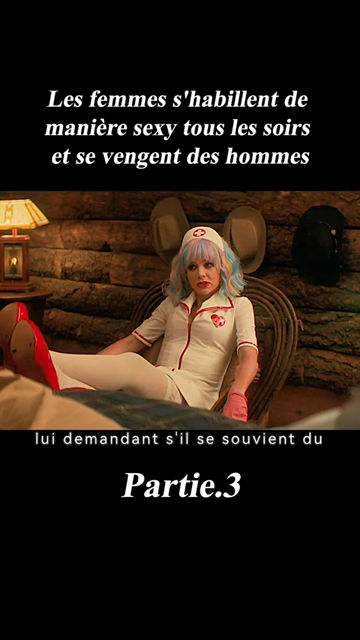 Les femmes s'habillent de
manière sexy tous les soirs
et se vengent des hommes
lui demandant s'il se souvient du
Partie.3